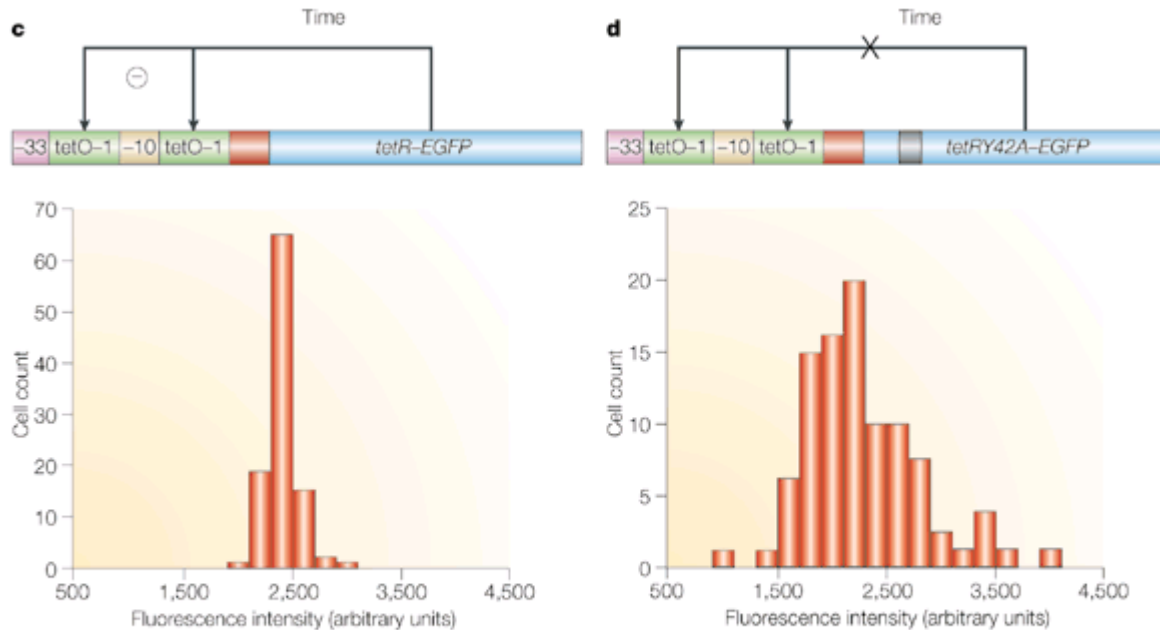 Time
c
−
−33 tetO–1 −10 tetO–1 tetR–EGFP
70
60
50
40
30
20
10
0
Cell count
500 1,500 2,500 3,500 4,500
Fluorescence intensity (arbitrary units)
Time
d
X
−33 tetO–1 −10 tetO–1 tetRY42A–EGFP
25
20
15
10
5
0
Cell count
500 1,500 2,500 3,500 4,500
Fluorescence intensity (arbitrary units)